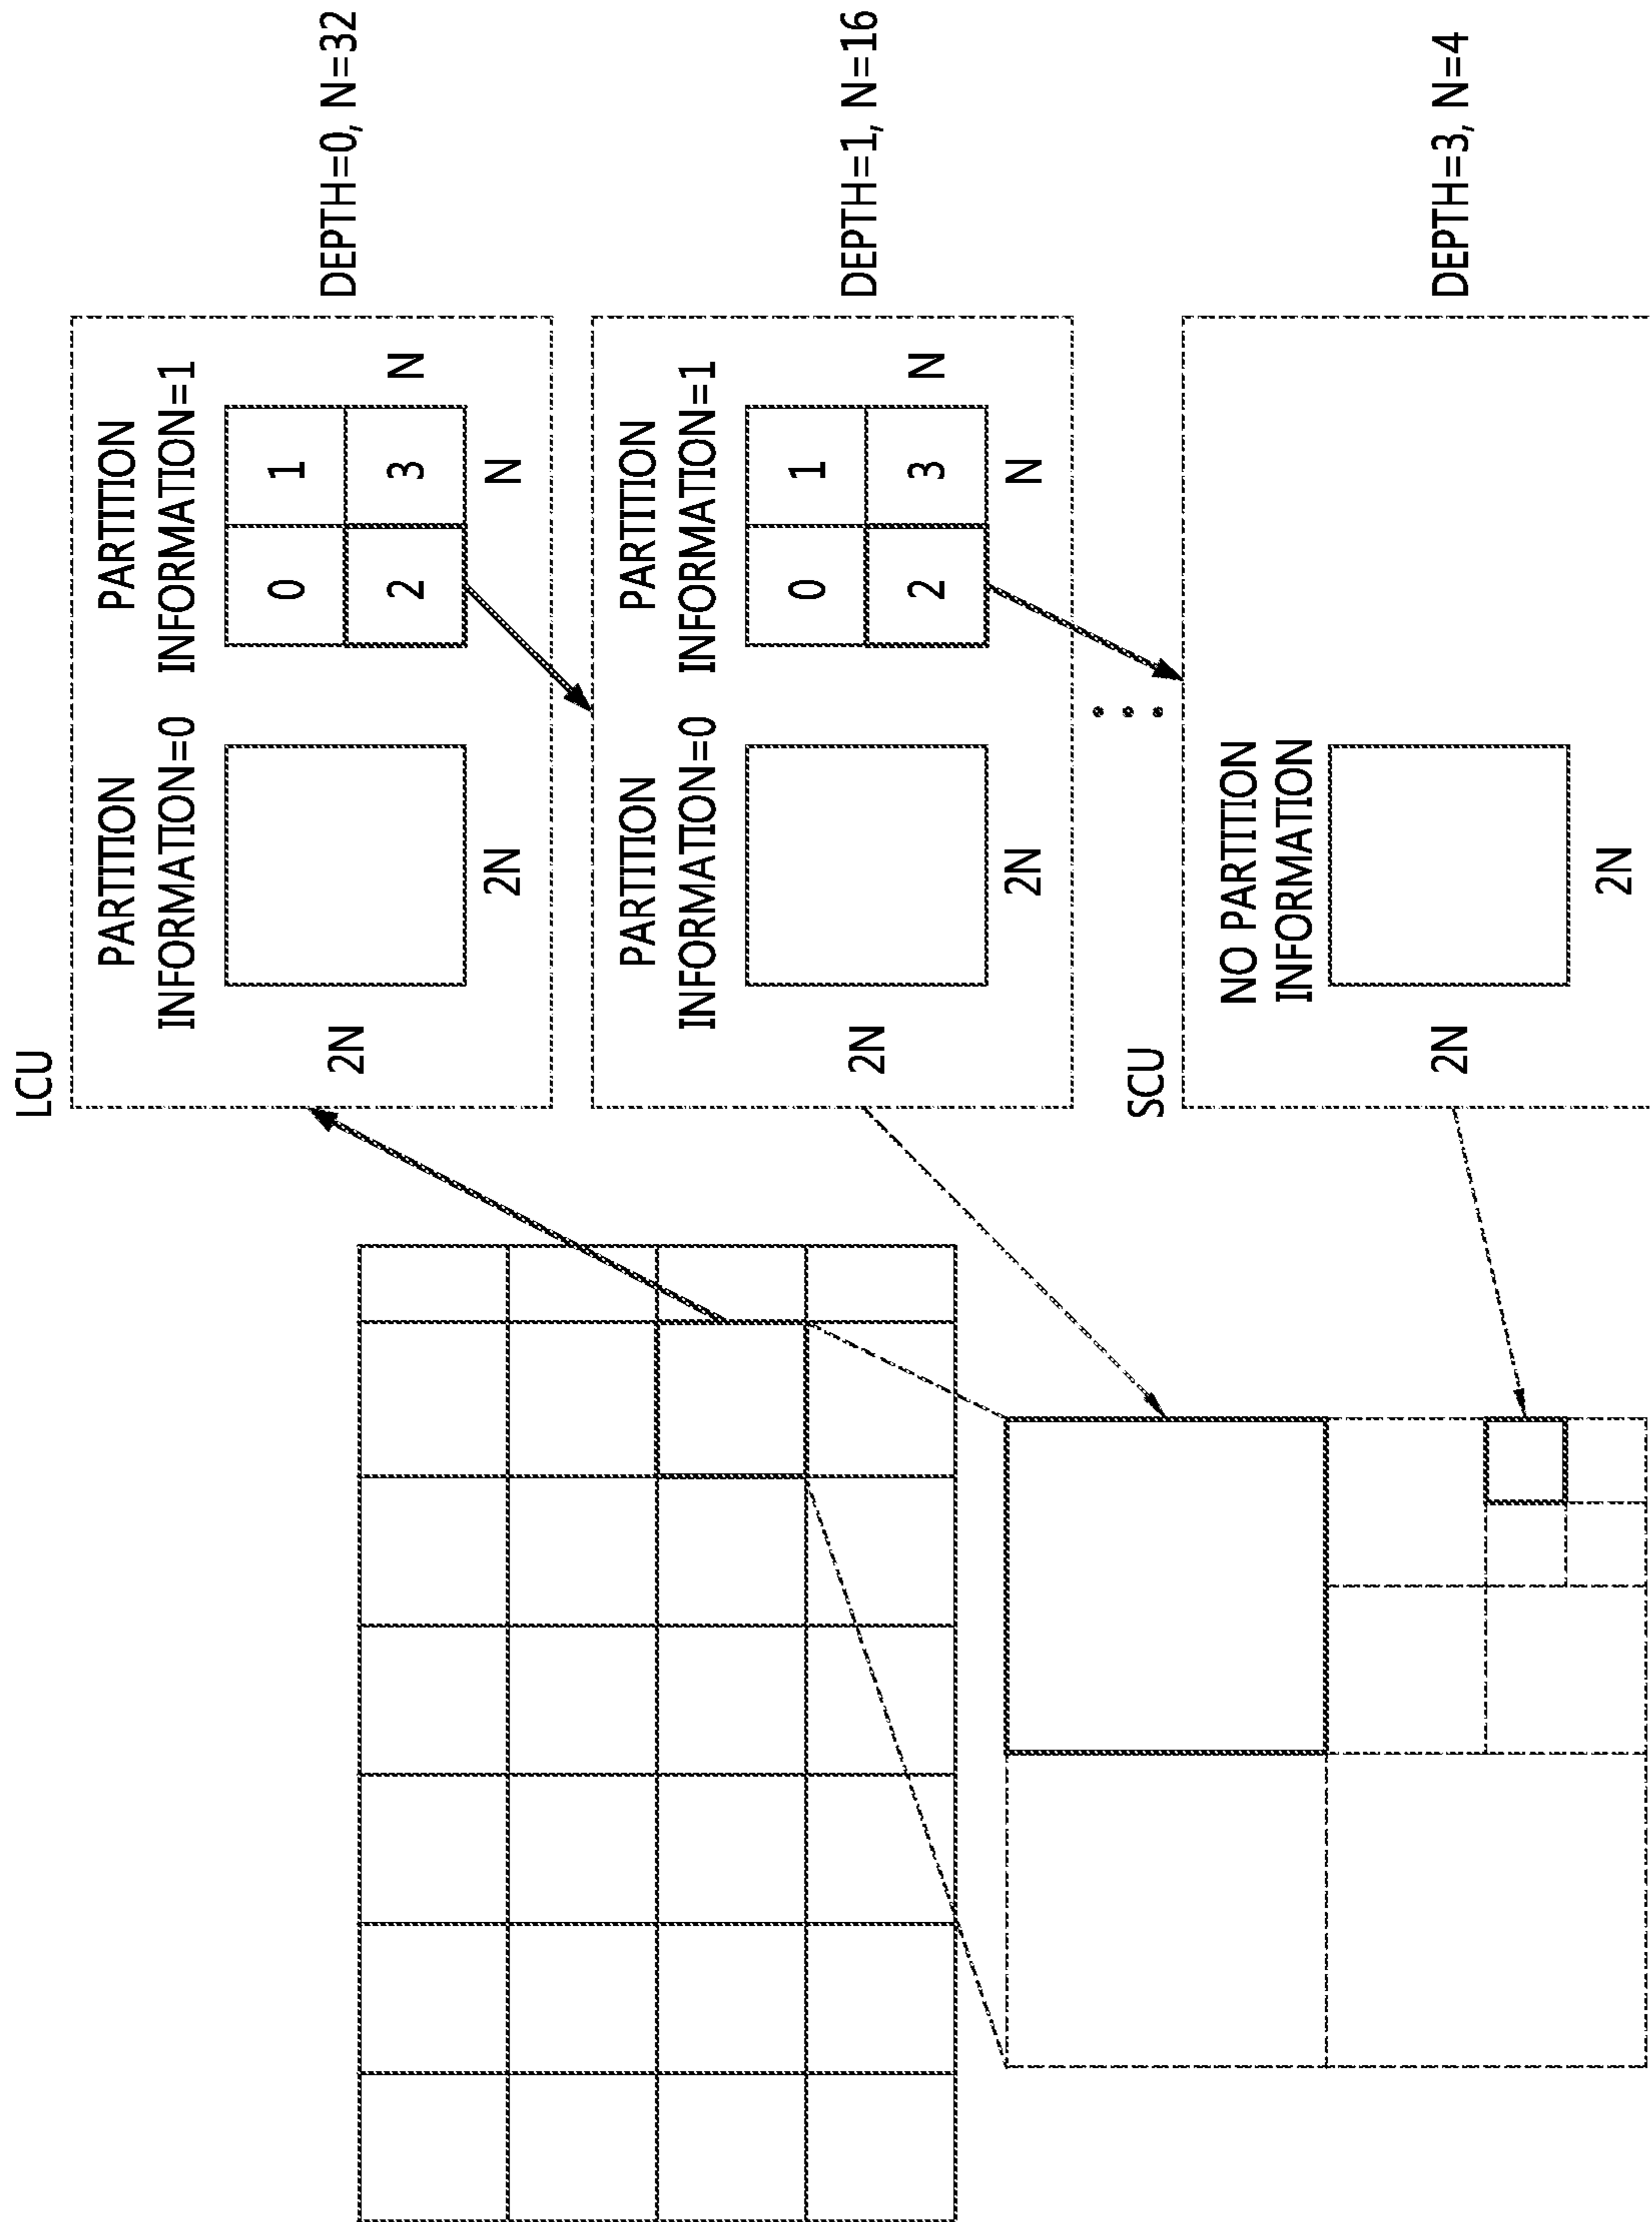 LCU
PARTITION
INFORMATION=0
PARTITION
INFORMATION=1
2N
2N
0
1
2
3
N
N
DEPTH=0, N=32
PARTITION
INFORMATION=0
PARTITION
INFORMATION=1
2N
2N
0
1
2
3
N
N
DEPTH=1, N=16
SCU
NO PARTITION
INFORMATION
2N
2N
DEPTH=3, N=4